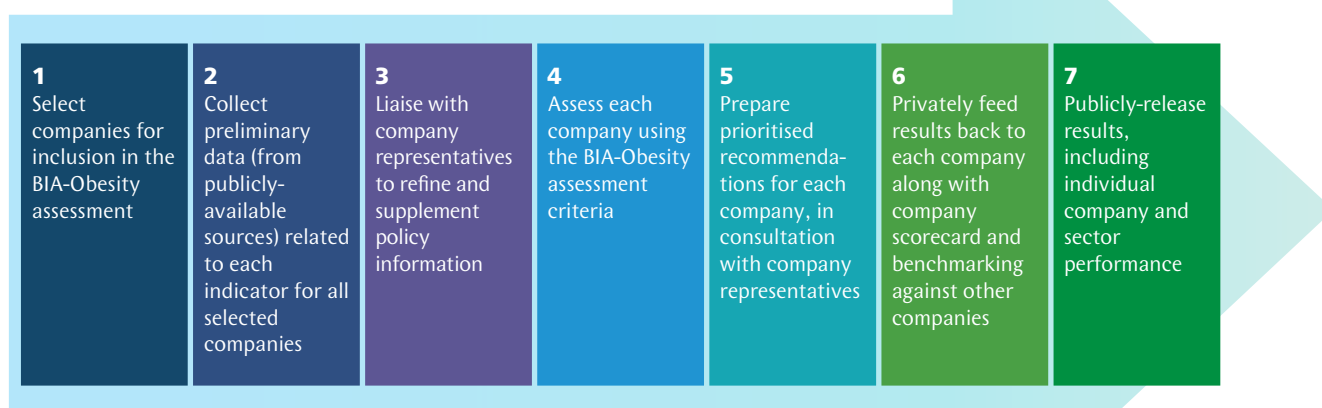 1
Select
companies for
inclusion in the
BIA-Obesity
assessment
2
Collect
preliminary
data (from
publicly-
available
sources) related
to each
indicator for all
selected
companies
3
Liaise with
company
representatives
to refine and
supplement
policy
information
4
Assess each
company using
the BIA-Obesity
assessment
criteria
5
Prepare
prioritised
recommenda-
tions for each
company, in
consultation
with company
representatives
6
Privately feed
results back to
each company
along with
company
scorecard and
benchmarking
against other
companies
7
Publicly-release
results,
including
individual
company and
sector
performance